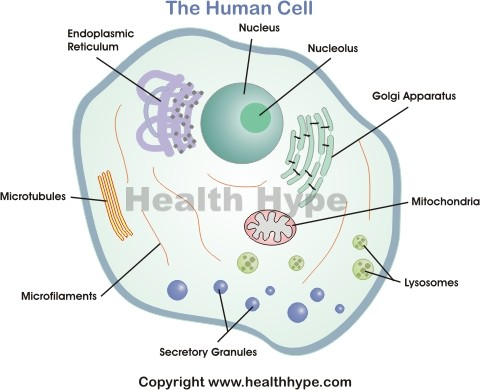 The Human Cell
Endoplasmic
Reticulum
Nucleus
Nucleolus
Golgi Apparatus
Microtubules
Health Hype
Mitochondria
Lysosomes
Microfilaments
Secretory Granules
Copyright www.healthhype.com